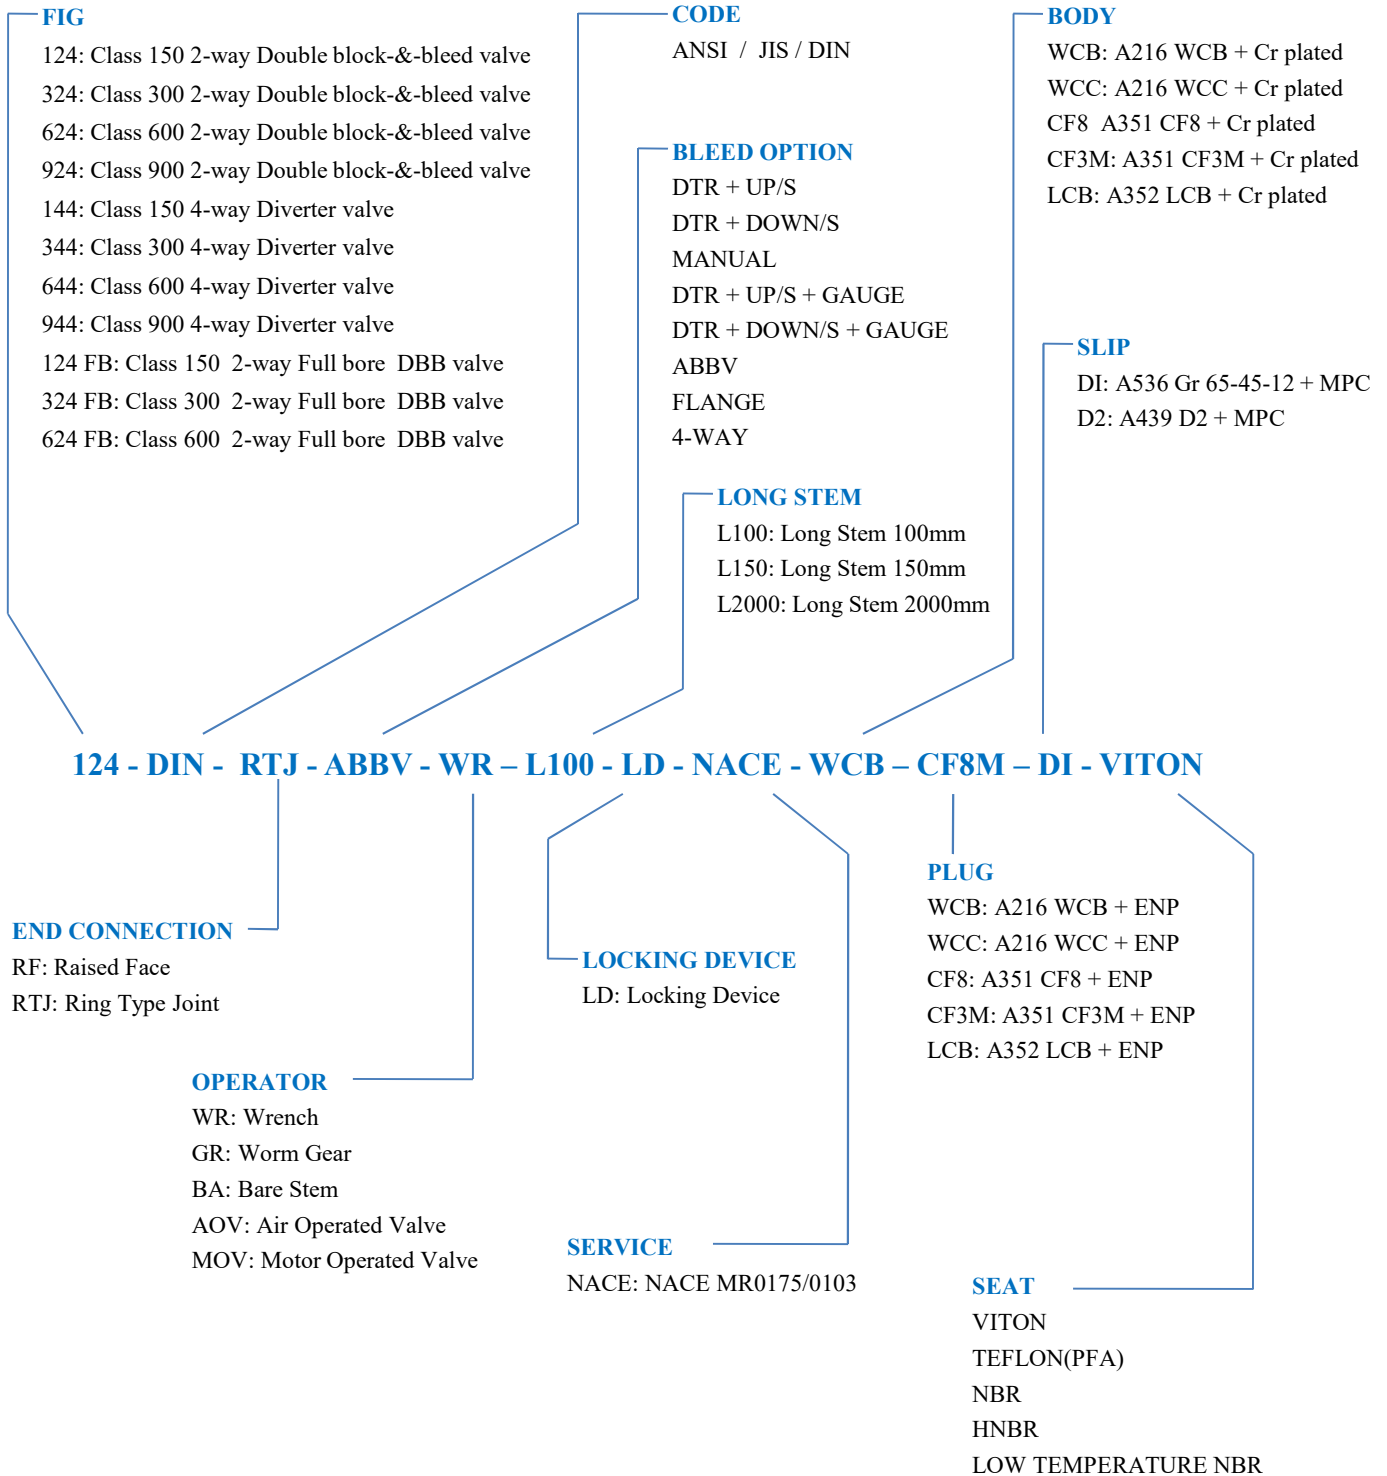 FIG
124: Class 150 2-way Double block-&-bleed valve
324: Class 300 2-way Double block-&-bleed valve
624: Class 600 2-way Double block-&-bleed valve
924: Class 900 2-way Double block-&-bleed valve
144: Class 150 4-way Diverter valve
344: Class 300 4-way Diverter valve
644: Class 600 4-way Diverter valve
944: Class 900 4-way Diverter valve
124 FB: Class 150 2-way Full bore DBB valve
324 FB: Class 300 2-way Full bore DBB valve
624 FB: Class 600 2-way Full bore DBB valve
CODE
ANSI / JIS / DIN
BLEED OPTION
DTR + UP/S
DTR + DOWN/S
MANUAL
DTR + UP/S + GAUGE
DTR + DOWN/S + GAUGE
ABBV
FLANGE
4-WAY
LONG STEM
L100: Long Stem 100mm
L150: Long Stem 150mm
L2000: Long Stem 2000mm
BODY
WCB: A216 WCB + Cr plated
WCC: A216 WCC + Cr plated
CF8 A351 CF8 + Cr plated
CF3M: A351 CF3M + Cr plated
LCB: A352 LCB + Cr plated
SLIP
DI: A536 Gr 65-45-12 + MPC
D2: A439 D2 + MPC
124 - DIN - RTJ - ABBV - WR – L100 - LD - NACE - WCB – CF8M – DI - VITON
END CONNECTION
RF: Raised Face
RTJ: Ring Type Joint
OPERATOR
WR: Wrench
GR: Worm Gear
BA: Bare Stem
AOV: Air Operated Valve
MOV: Motor Operated Valve
LOCKING DEVICE
LD: Locking Device
SERVICE
NACE: NACE MR0175/0103
PLUG
WCB: A216 WCB + ENP
WCC: A216 WCC + ENP
CF8: A351 CF8 + ENP
CF3M: A351 CF3M + ENP
LCB: A352 LCB + ENP
SEAT
VITON
TEFLON(PFA)
NBR
HNBR
LOW TEMPERATURE NBR